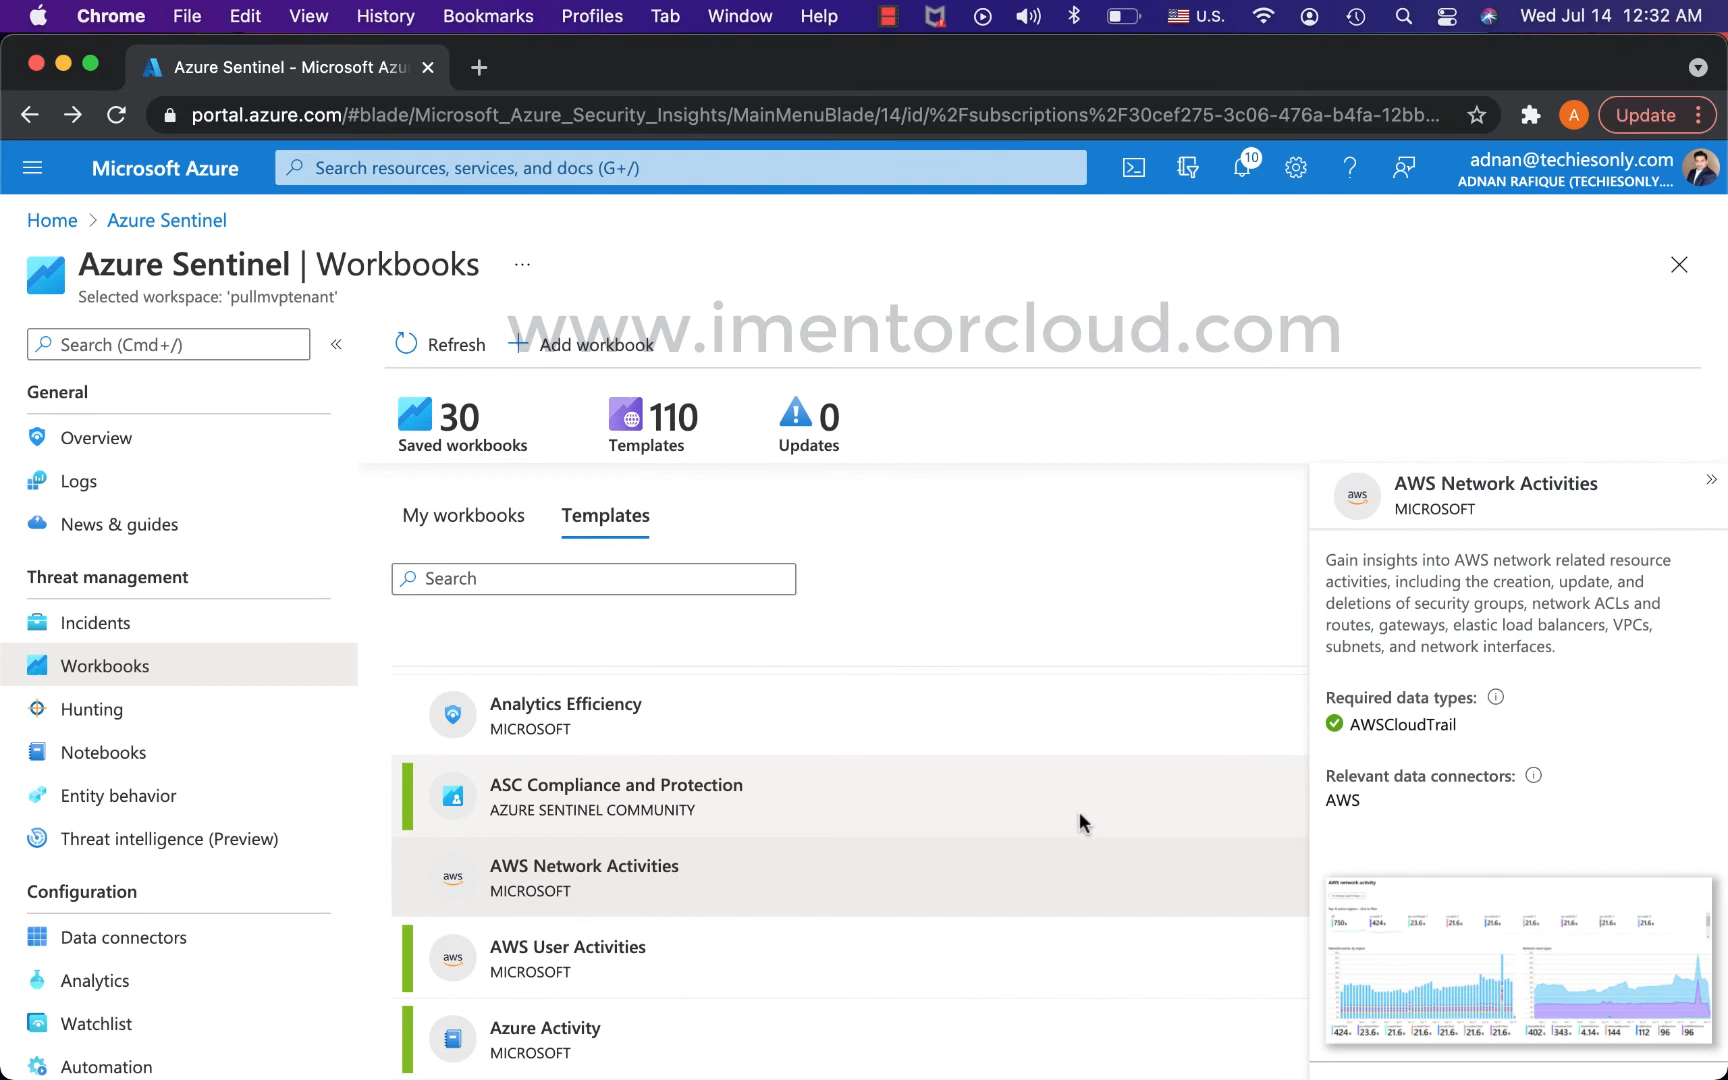 Chrome File Edit View History Bookmarks Profiles Tab Window Help U.S. Wed Jul 14 12:32 AM
Azure Sentinel - Microsoft Azu
portal.azure.com/#blade/Microsoft_Azure_Security_Insights/MainMenuBlade/14/id/%2Fsubscriptions%2F30cef275-3c06-476a-b4fa-12bb... A Update
Microsoft Azure Search resources, services, and docs (G+/) 10 adnan@techiesonly.com
ADNAN RAFIQUE (TECHIESONLY....
Home > Azure Sentinel
Azure Sentinel | Workbooks ...
Selected workspace: 'pullmvptenant'
www.imentorcloud.com
Search (Cmd+/) «
Refresh + Add workbook
General
Overview
Logs
News & guides
Threat management
Incidents
Workbooks
Hunting
Notebooks
Entity behavior
Threat intelligence (Preview)
Configuration
Data connectors
Analytics
Watchlist
Automation
30 Saved workbooks
110 Templates
0 Updates
My workbooks Templates
Search
Analytics Efficiency
MICROSOFT
ASC Compliance and Protection
AZURE SENTINEL COMMUNITY
aws AWS Network Activities
MICROSOFT
aws AWS User Activities
MICROSOFT
Azure Activity
MICROSOFT
aws AWS Network Activities »
MICROSOFT
Gain insights into AWS network related resource
activities, including the creation, update, and
deletions of security groups, network ACLs and
routes, gateways, elastic load balancers, VPCs,
subnets, and network interfaces.
Required data types:
AWSCloudTrail
Relevant data connectors:
AWS
AWS network activity